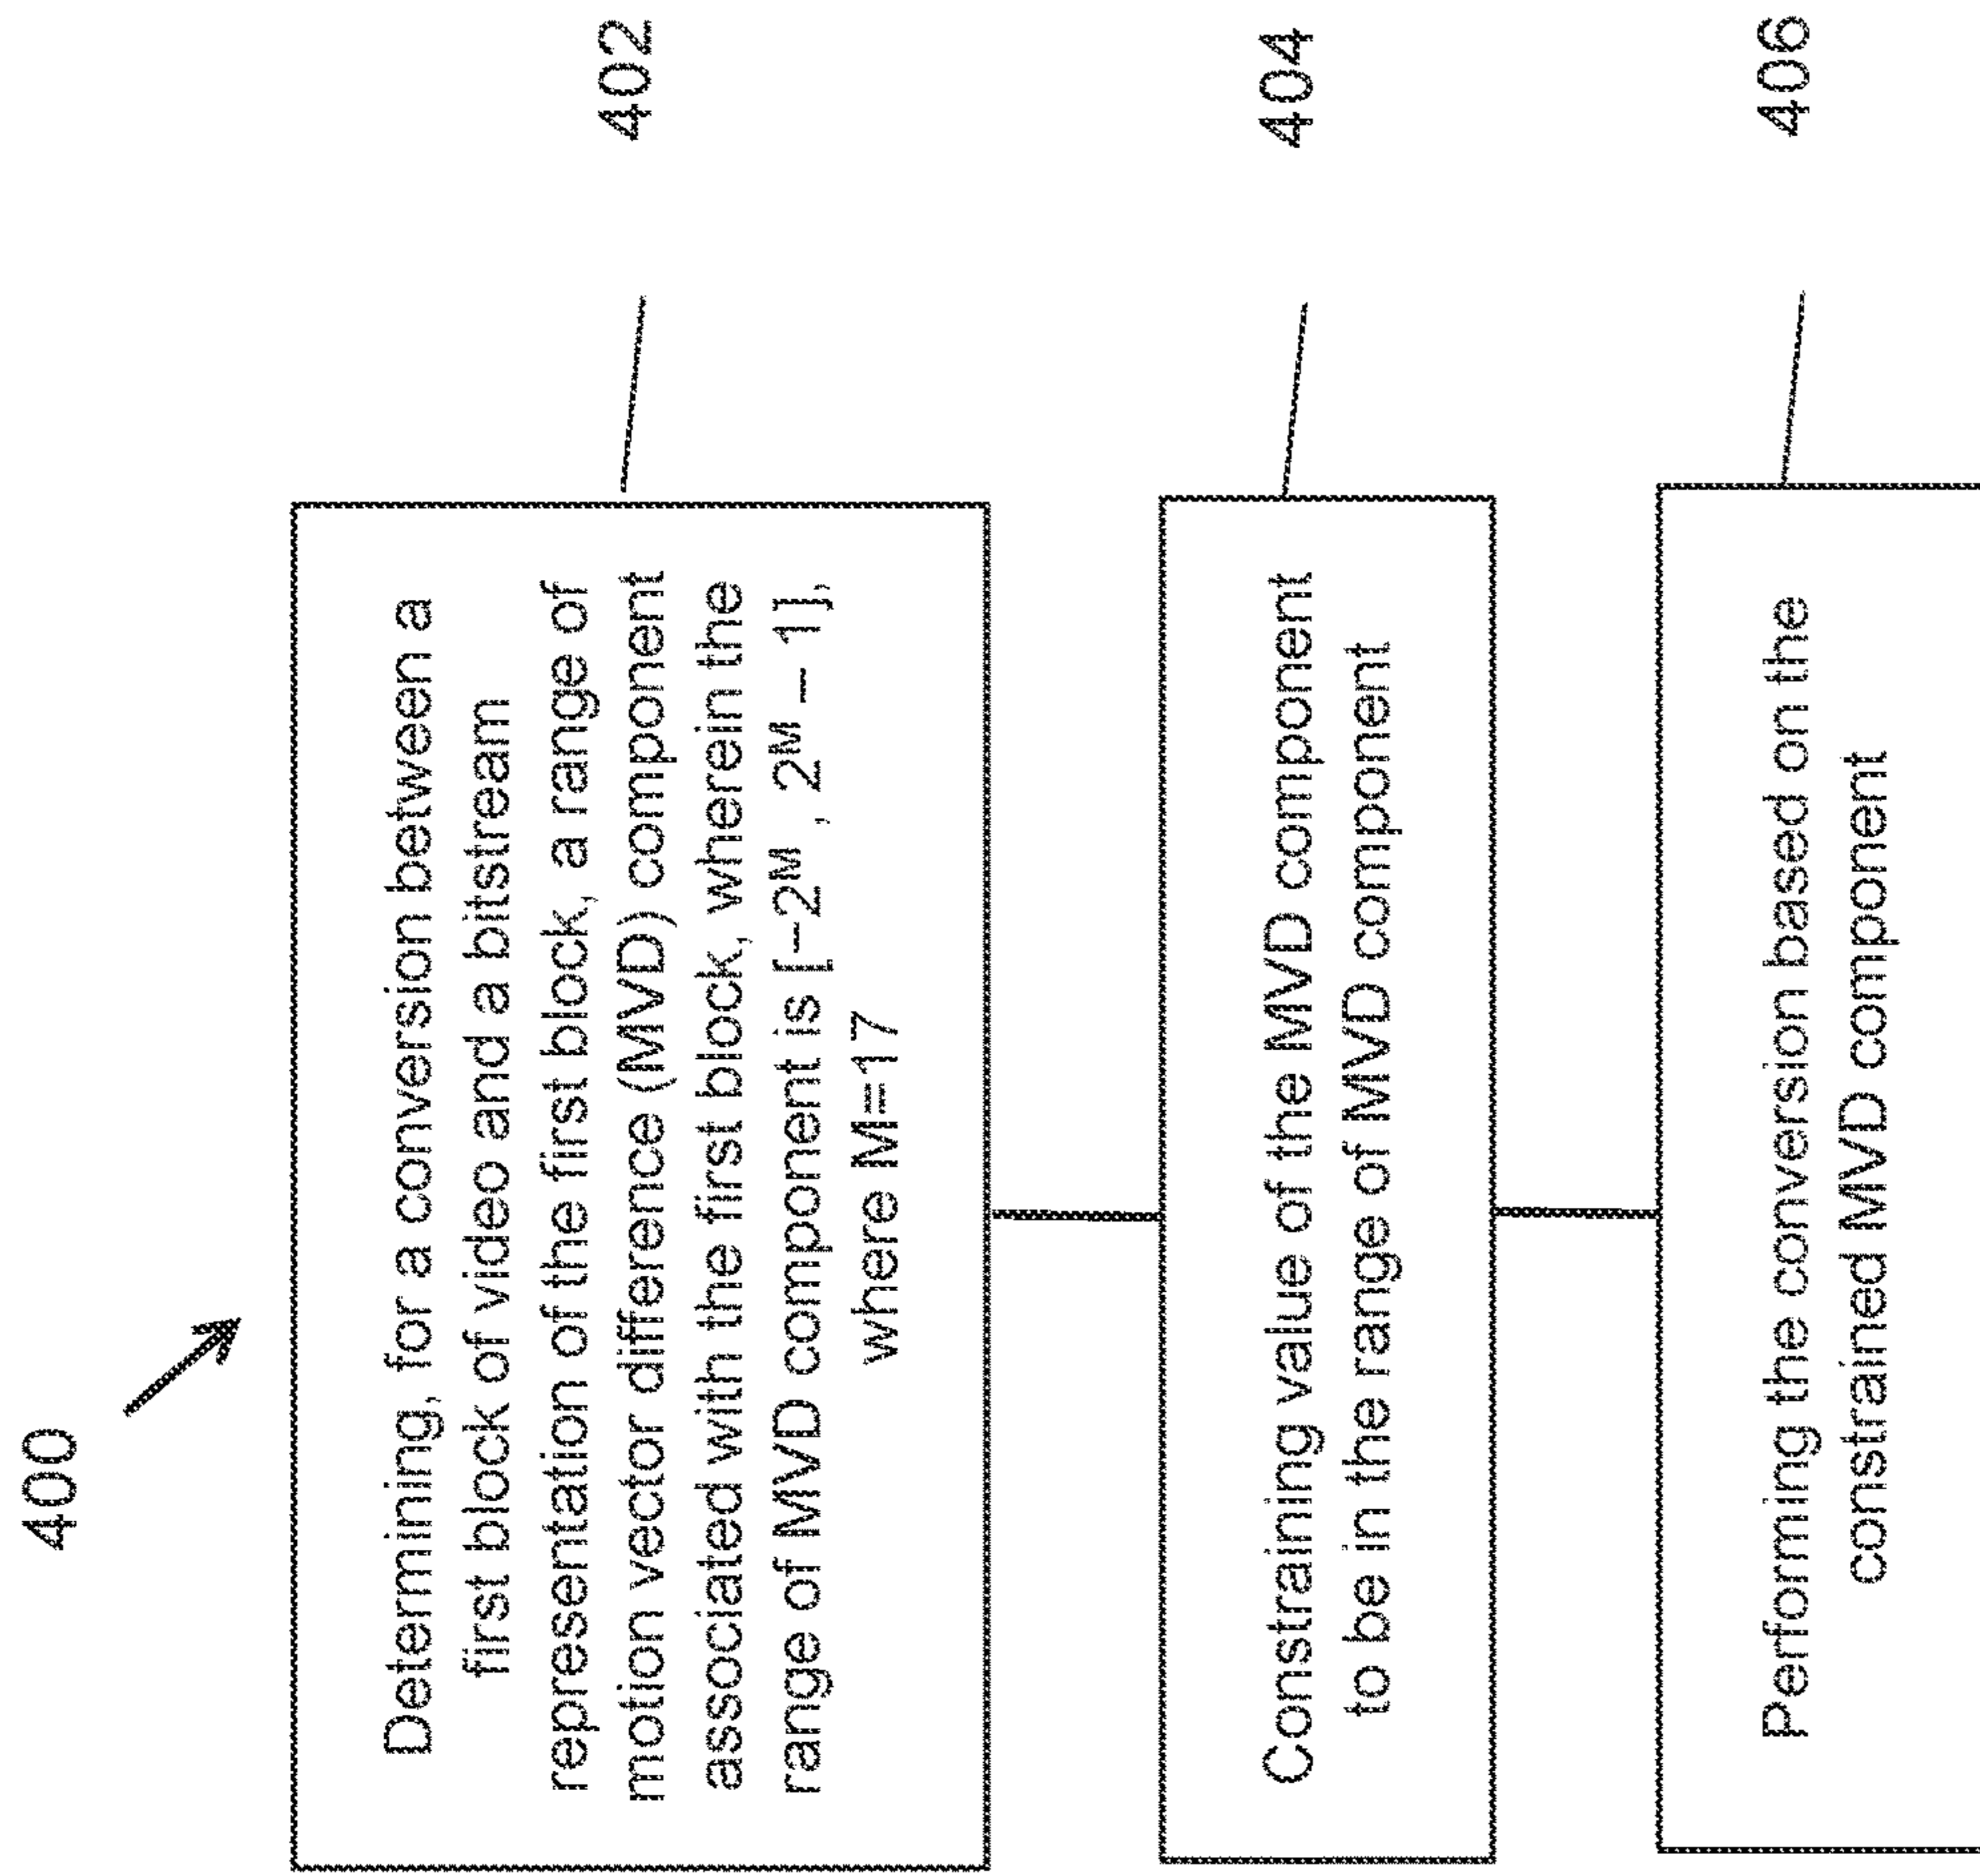 400
Determining, for a conversion between a
first block of video and a bitstream
representation of the first block, a range of
motion vector difference (MVD) component
associated with the first block, wherein the
range of MVD component is [−2ᴹ, 2ᴹ − 1],
where M=17
402
Constraining value of the MVD component
to be in the range of MVD component
404
Performing the conversion based on the
constrained MVD component
406